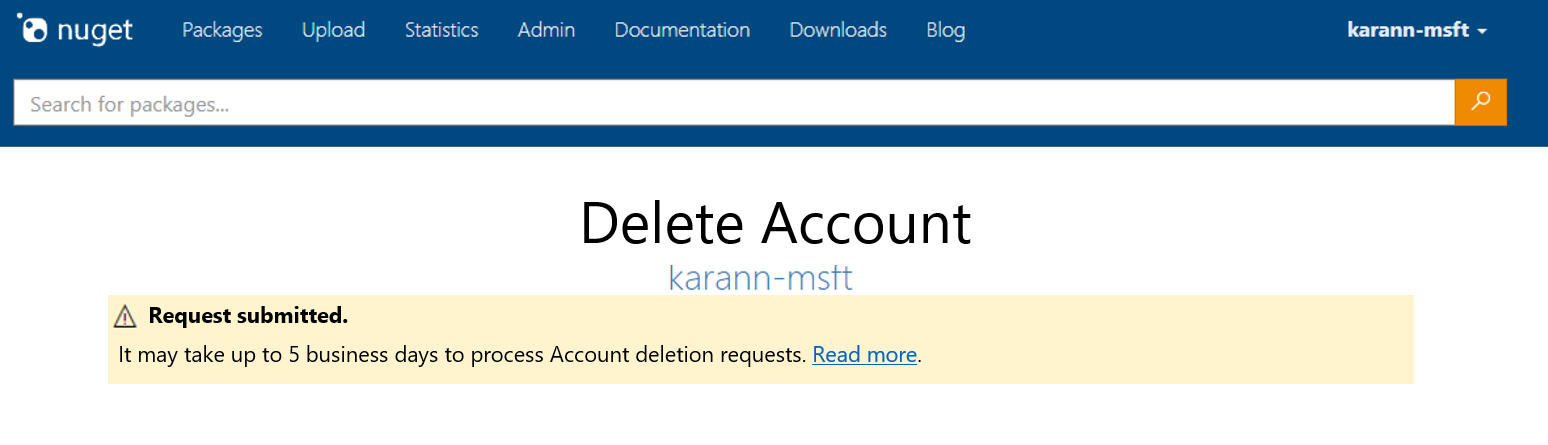 nuget Packages Upload Statistics Admin Documentation Downloads Blog karann-msft
Search for packages...
Delete Account
karann-msft
Request submitted.
It may take up to 5 business days to process Account deletion requests. Read more.